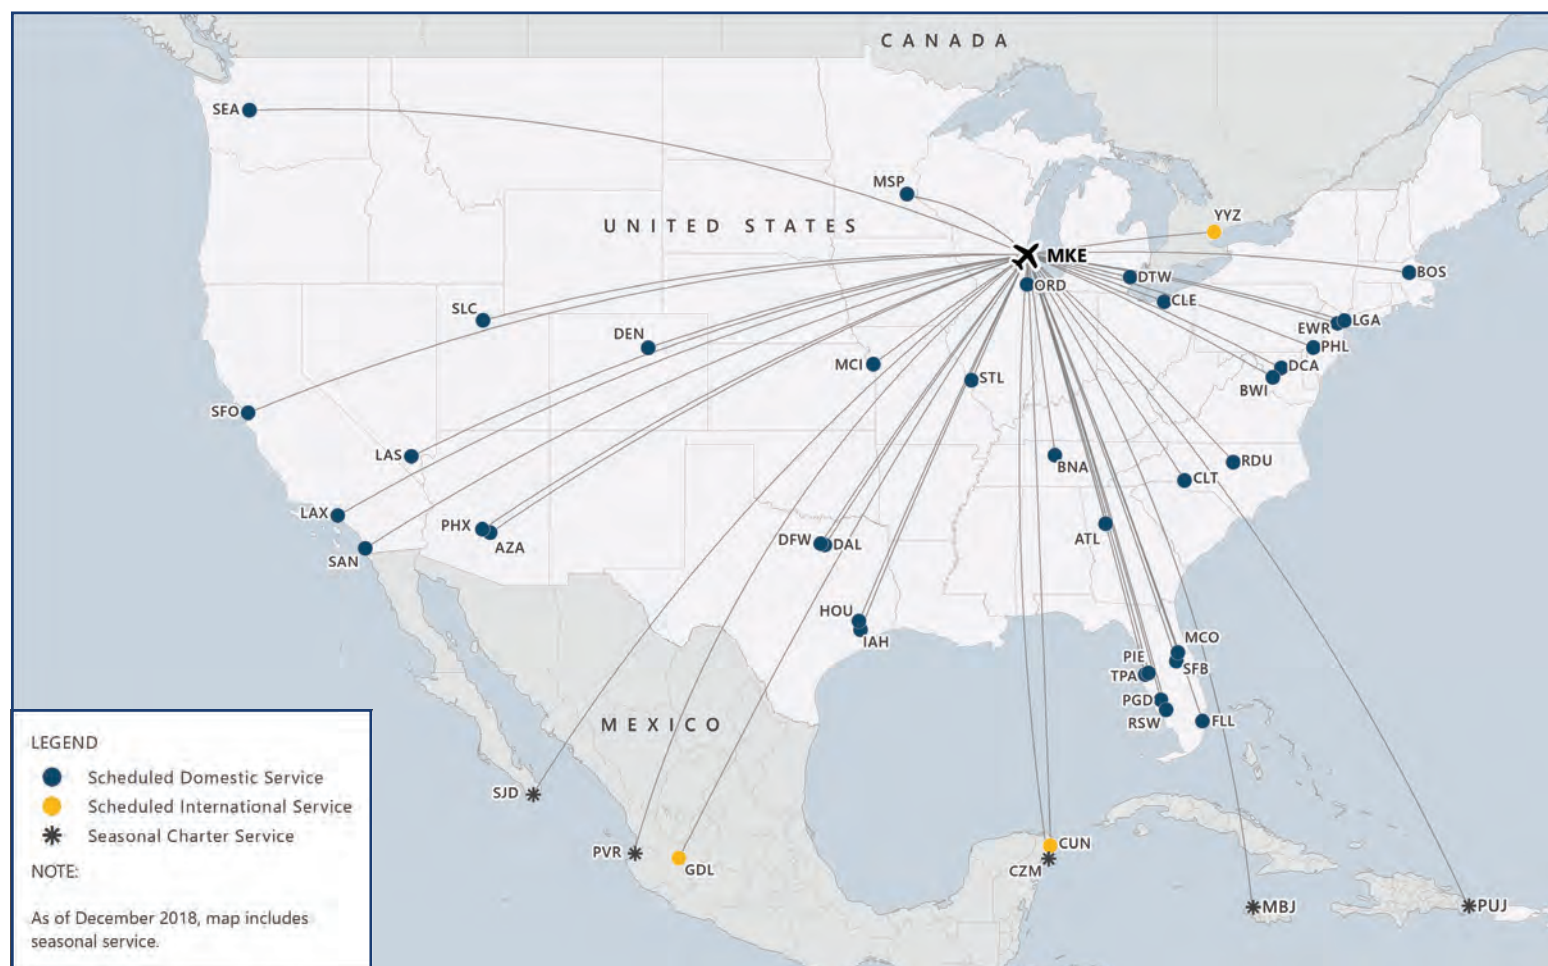 CANADA
SEA
MSP
YYZ
UNITED STATES
MKE
BOS
DTW
ORD
CLE
SLC
LGA
EWR
DEN
PHL
MCI
DCA
STL
BWI
SFO
LAS
RDU
BNA
CLT
LAX
PHX
ATL
DFW
DAL
AZA
SAN
HOU
IAH
MCO
PIE
SFB
TPA
PGD
FLL
RSW
MEXICO
LEGEND
Scheduled Domestic Service
Scheduled International Service
Seasonal Charter Service
NOTE:
As of December 2018, map includes
seasonal service.
SJD
PVR
GDL
CUN
CZM
MBJ
PUJ